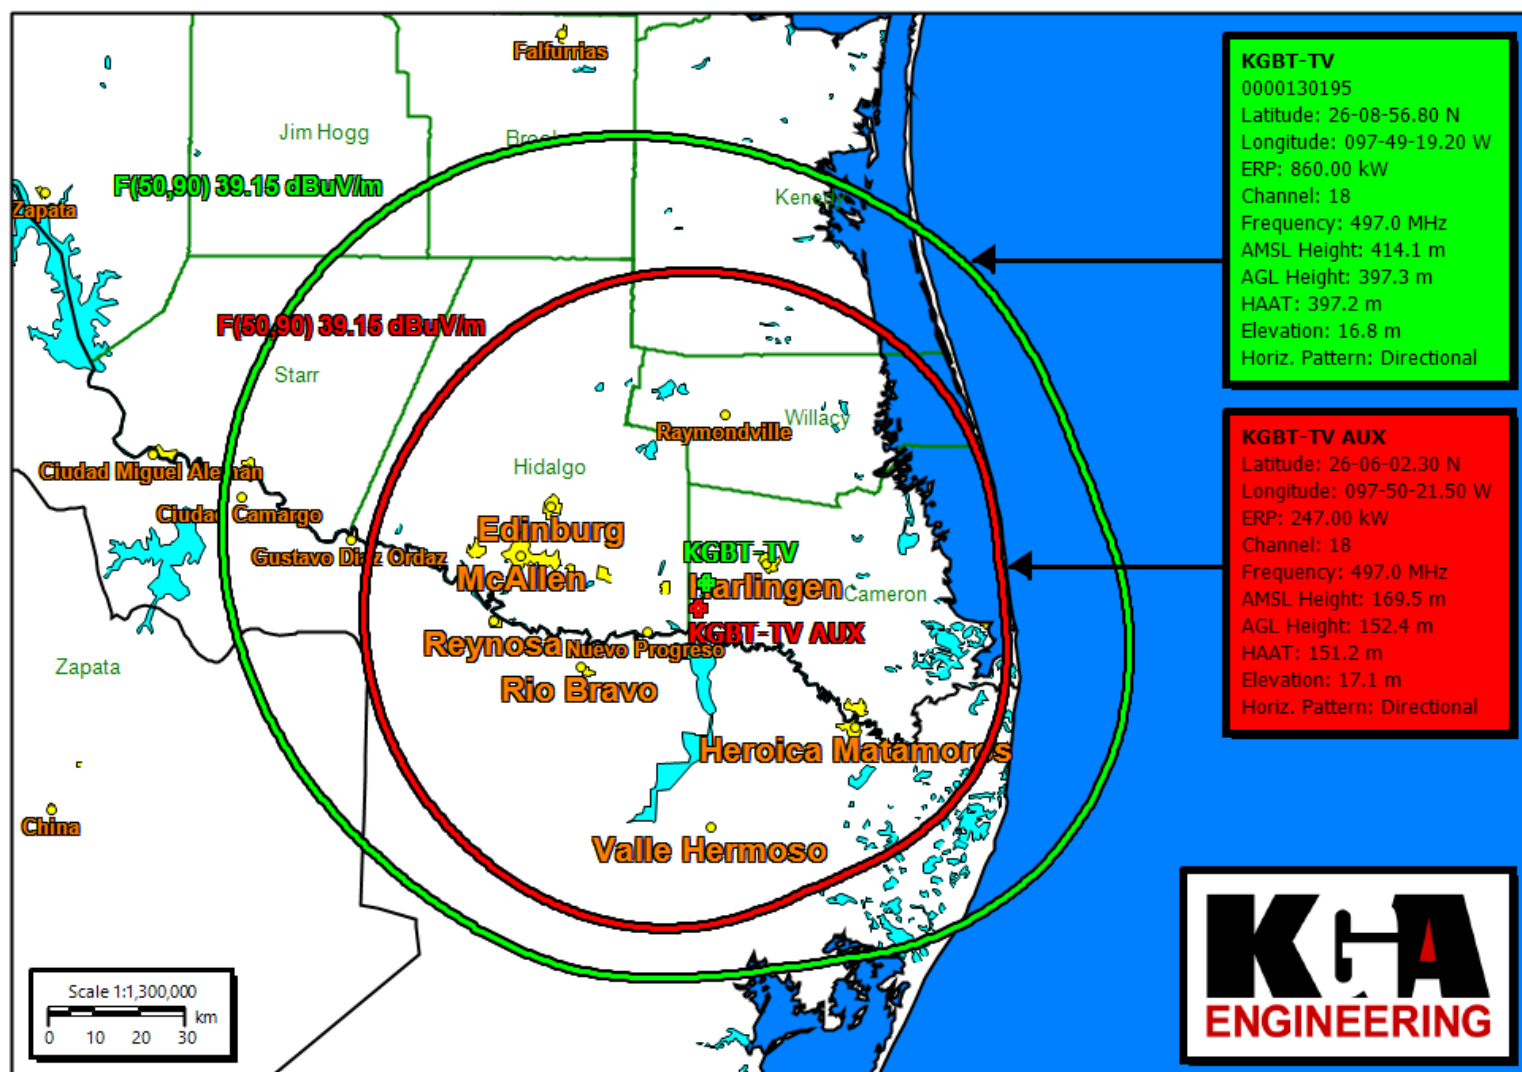 Falfurrias
Jim Hogg
Kenedy
F(50,90) 39.15 dBuV/m
Zapata
F(50,90) 39.15 dBuV/m
Starr
Willacy
Raymondville
Hidalgo
Ciudad Miguel Alemán
Ciudad Camargo
Edinburg
Gustavo Diaz Ordaz
KGBT-TV
McAllen
Harlingen
Cameron
KGBT-TV AUX
Reynosa
Nuevo Progreso
Zapata
Rio Bravo
Heroica Matamoros
China
Valle Hermoso
KGBT-TV
0000130195
Latitude: 26-08-56.80 N
Longitude: 097-49-19.20 W
ERP: 860.00 kW
Channel: 18
Frequency: 497.0 MHz
AMSL Height: 414.1 m
AGL Height: 397.3 m
HAAT: 397.2 m
Elevation: 16.8 m
Horiz. Pattern: Directional
KGBT-TV AUX
Latitude: 26-06-02.30 N
Longitude: 097-50-21.50 W
ERP: 247.00 kW
Channel: 18
Frequency: 497.0 MHz
AMSL Height: 169.5 m
AGL Height: 152.4 m
HAAT: 151.2 m
Elevation: 17.1 m
Horiz. Pattern: Directional
Scale 1:1,300,000
0 10 20 30 km
KGA
ENGINEERING